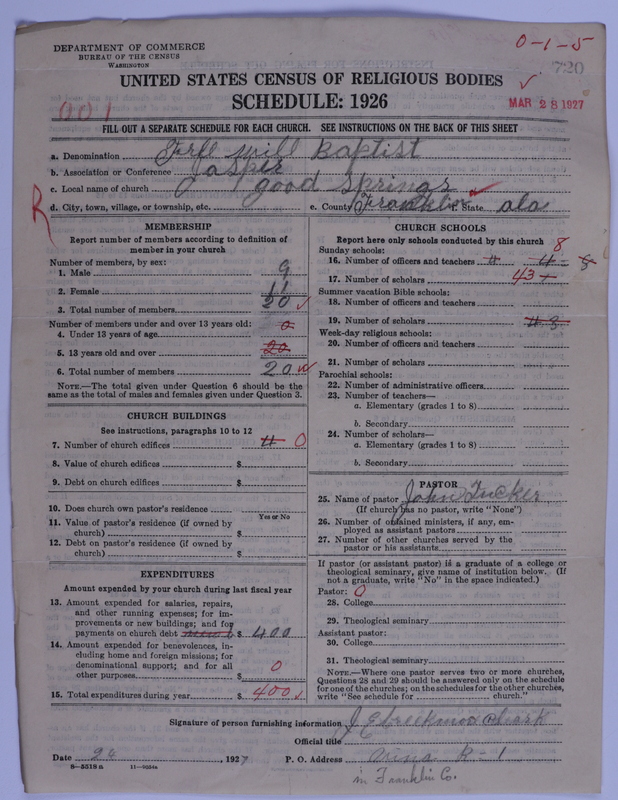 DEPARTMENT OF COMMERCE
BUREAU OF THE CENSUS
WASHINGTON
0-1-5
720
UNITED STATES CENSUS OF RELIGIOUS BODIES
SCHEDULE: 1926
001
MAR 28 1927
FILL OUT A SEPARATE SCHEDULE FOR EACH CHURCH. SEE INSTRUCTIONS ON THE BACK OF THIS SHEET
a. Denomination Free will Baptist
b. Association or Conference Jasper
c. Local name of church good Springs
d. City, town, village, or township, etc. e. County Franklin f. State ala
R
MEMBERSHIP
Report number of members according to definition of member in your church
Number of members, by sex:
1. Male 9
2. Female 11
3. Total number of members 20
Number of members under and over 13 years old:
4. Under 13 years of age 0
5. 13 years old and over 20
6. Total number of members 20
NOTE.—The total given under Question 6 should be the
same as the total of males and females given under Question 3.
CHURCH BUILDINGS
See instructions, paragraphs 10 to 12
7. Number of church edifices 0
8. Value of church edifices $
9. Debt on church edifices $
10. Does church own pastor's residence
Yes or No
11. Value of pastor's residence (if owned by
church) $
12. Debt on pastor's residence (if owned by
church) $
EXPENDITURES
Amount expended by your church during last fiscal year
13. Amount expended for salaries, repairs,
and other running expenses; for im-
provements or new buildings; and for
payments on church debt $ 400
14. Amount expended for benevolences, in-
cluding home and foreign missions; for
denominational support; and for all
other purposes $ 0
15. Total expenditures during year $ 400
CHURCH SCHOOLS
Report here only schools conducted by this church
Sunday schools: 8
16. Number of officers and teachers
17. Number of scholars 43
Summer vacation Bible schools:
18. Number of officers and teachers
19. Number of scholars
Week-day religious schools:
20. Number of officers and teachers
21. Number of scholars
Parochial schools:
22. Number of administrative officers
23. Number of teachers—
a. Elementary (grades 1 to 8)
b. Secondary
24. Number of scholars—
a. Elementary (grades 1 to 8)
b. Secondary
PASTOR
25. Name of pastor John Tucker
(If church has no pastor, write "None")
26. Number of ordained ministers, if any, em-
ployed as assistant pastors
27. Number of other churches served by the
pastor or his assistants
If pastor (or assistant pastor) is a graduate of a college or
theological seminary, give name of institution below. (If
not a graduate, write "No" in the space indicated.)
Pastor: 0
28. College
29. Theological seminary
Assistant pastor:
30. College
31. Theological seminary
NOTE.—Where one pastor serves two or more churches,
Questions 28 and 29 should be answered only on the schedule
for one of the churches; on the schedules for the other churches,
write "See schedule for church."
Signature of person furnishing information
Official title
Date 26, 1927 P. O. Address R-1
8-5518a
in Franklin Co.